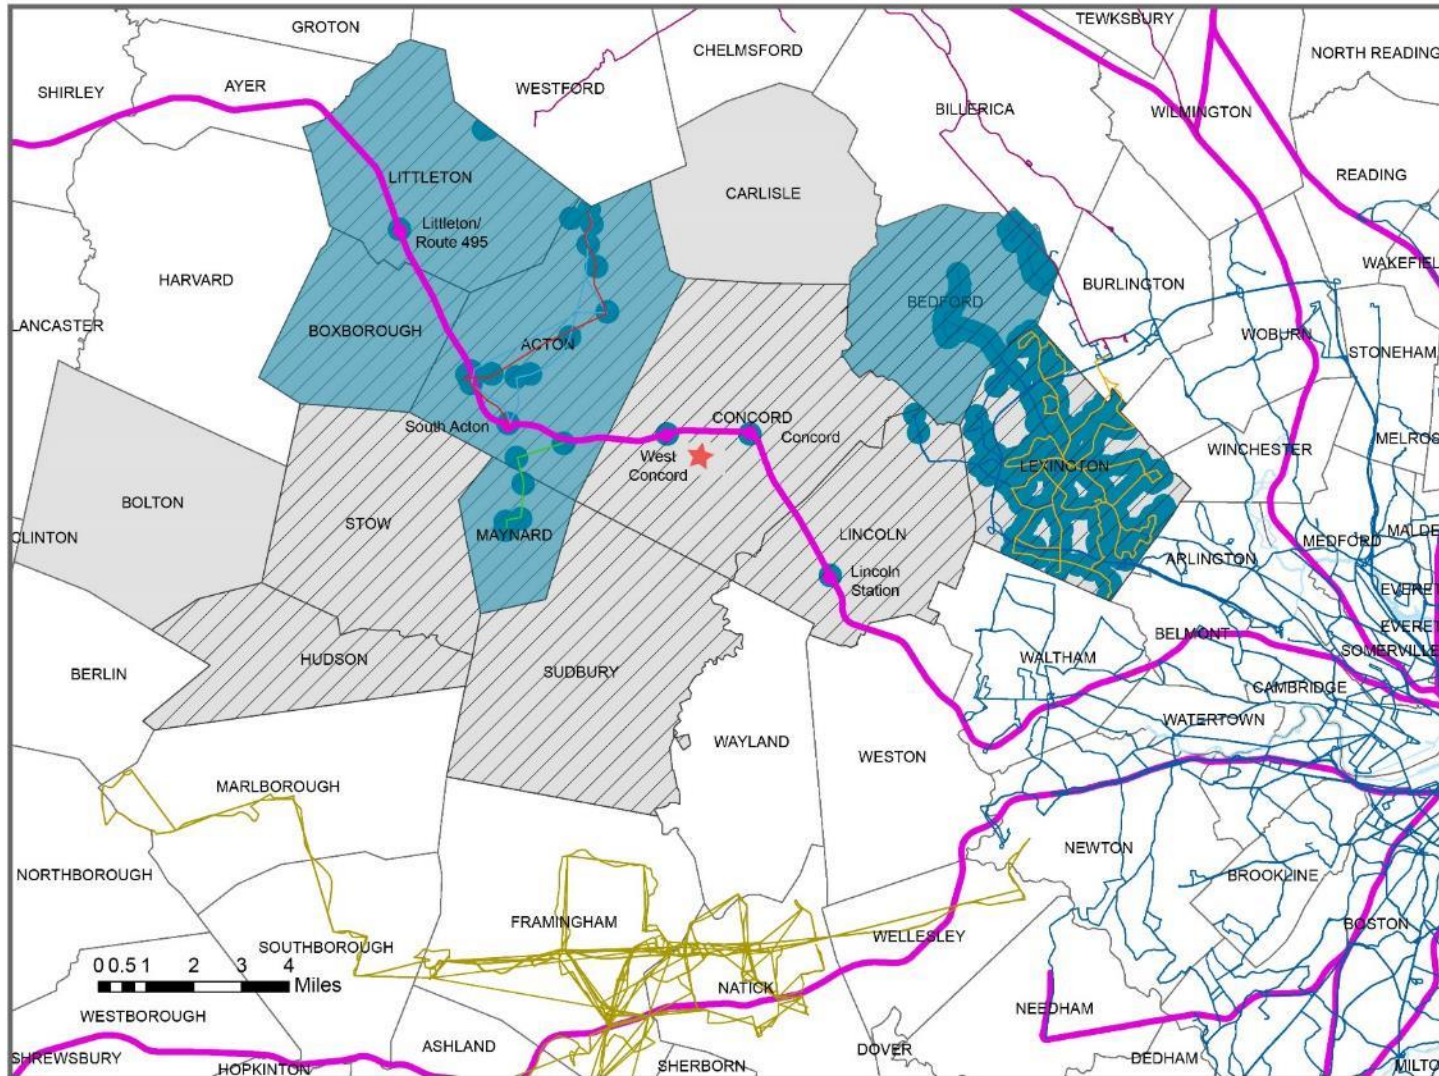 GROTON
TEWKSBURY
CHELMSFORD
NORTH READING
SHIRLEY
AYER
WESTFORD
BILLERICA
WILMINGTON
LITTLETON
CARLISLE
READING
Littleton/
Route 495
HARVARD
BURLINGTON
WAKEFIEL
BEDFORD
LANCASTER
BOXBOROUGH
ACTON
WOBURN
STONEHAM
South Acton
CONCORD
Concord
West
Concord
WINCHESTER
MELROS
LEXINGTON
BOLTON
STOW
CLINTON
MAYNARD
LINCOLN
MEDFORD
MALDE
ARLINGTON
Lincoln
Station
EVERET
EVERET
BELMONT
SOMERVILLE
HUDSON
SUDBURY
WALTHAM
BERLIN
CAMBRIDGE
WATERTOWN
WAYLAND
WESTON
MARLBOROUGH
NEWTON
NORTHBOROUGH
BROOKLINE
FRAMINGHAM
BOSTON
SOUTHBOROUGH
WELLESLEY
0 0.5 1 2 3 4
Miles
NATICK
WESTBOROUGH
NEEDHAM
ASHLAND
DOVER
SHREWSBURY
HOPKINTON
SHERBORN
DEDHAM
MILTO